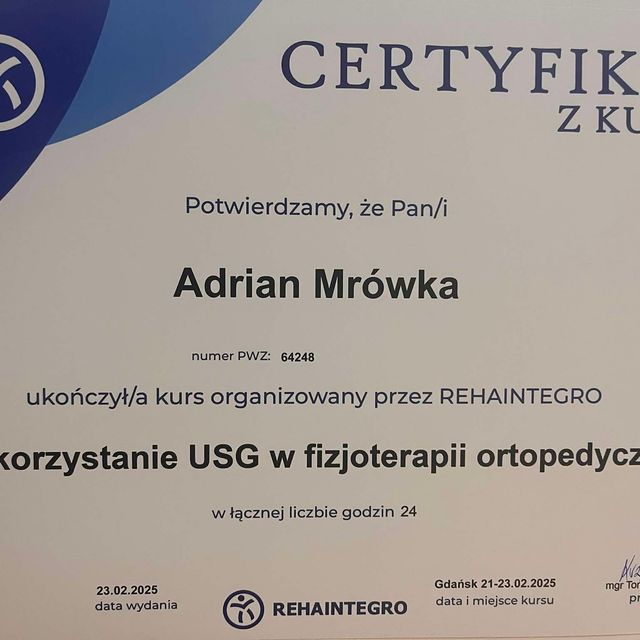 CERTYFIK
Z KU
Potwierdzamy, że Pan/i
Adrian Mrówka
numer PWZ: 64248
ukończył/a kurs organizowany przez REHAINTEGRO
korzystanie USG w fizjoterapii ortopedycz
w łącznej liczbie godzin 24
23.02.2025
data wydania
REHAINTEGRO
Gdańsk 21-23.02.2025
data i miejsce kursu
mgr Tom
pr